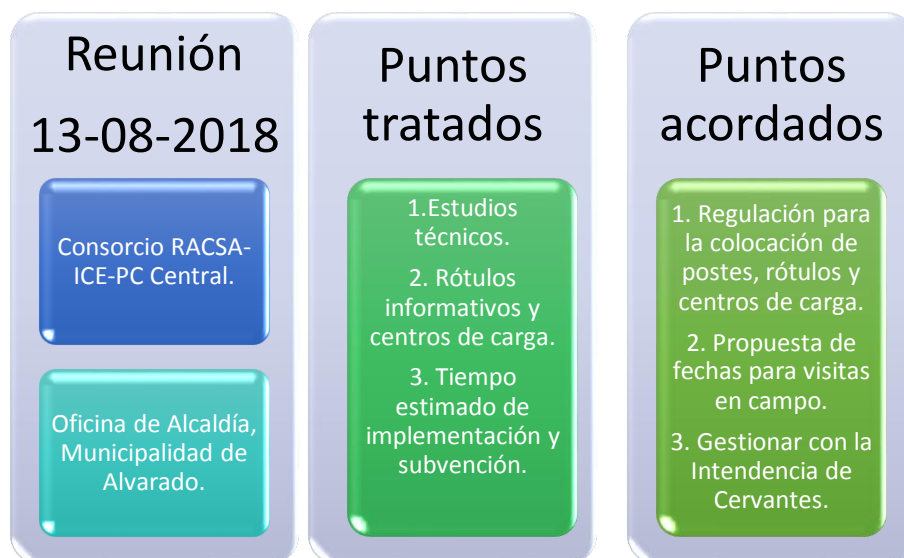 Reunión
13-08-2018
Consorcio RACSA-
ICE-PC Central.
Oficina de Alcaldía,
Municipalidad de
Alvarado.
Puntos
tratados
1.Estudios
técnicos.
2. Rótulos
informativos y
centros de carga.
3. Tiempo
estimado de
implementación y
subvención.
Puntos
acordados
1. Regulación para
la colocación de
postes, rótulos y
centros de carga.
2. Propuesta de
fechas para visitas
en campo.
3. Gestionar con la
Intendencia de
Cervantes.